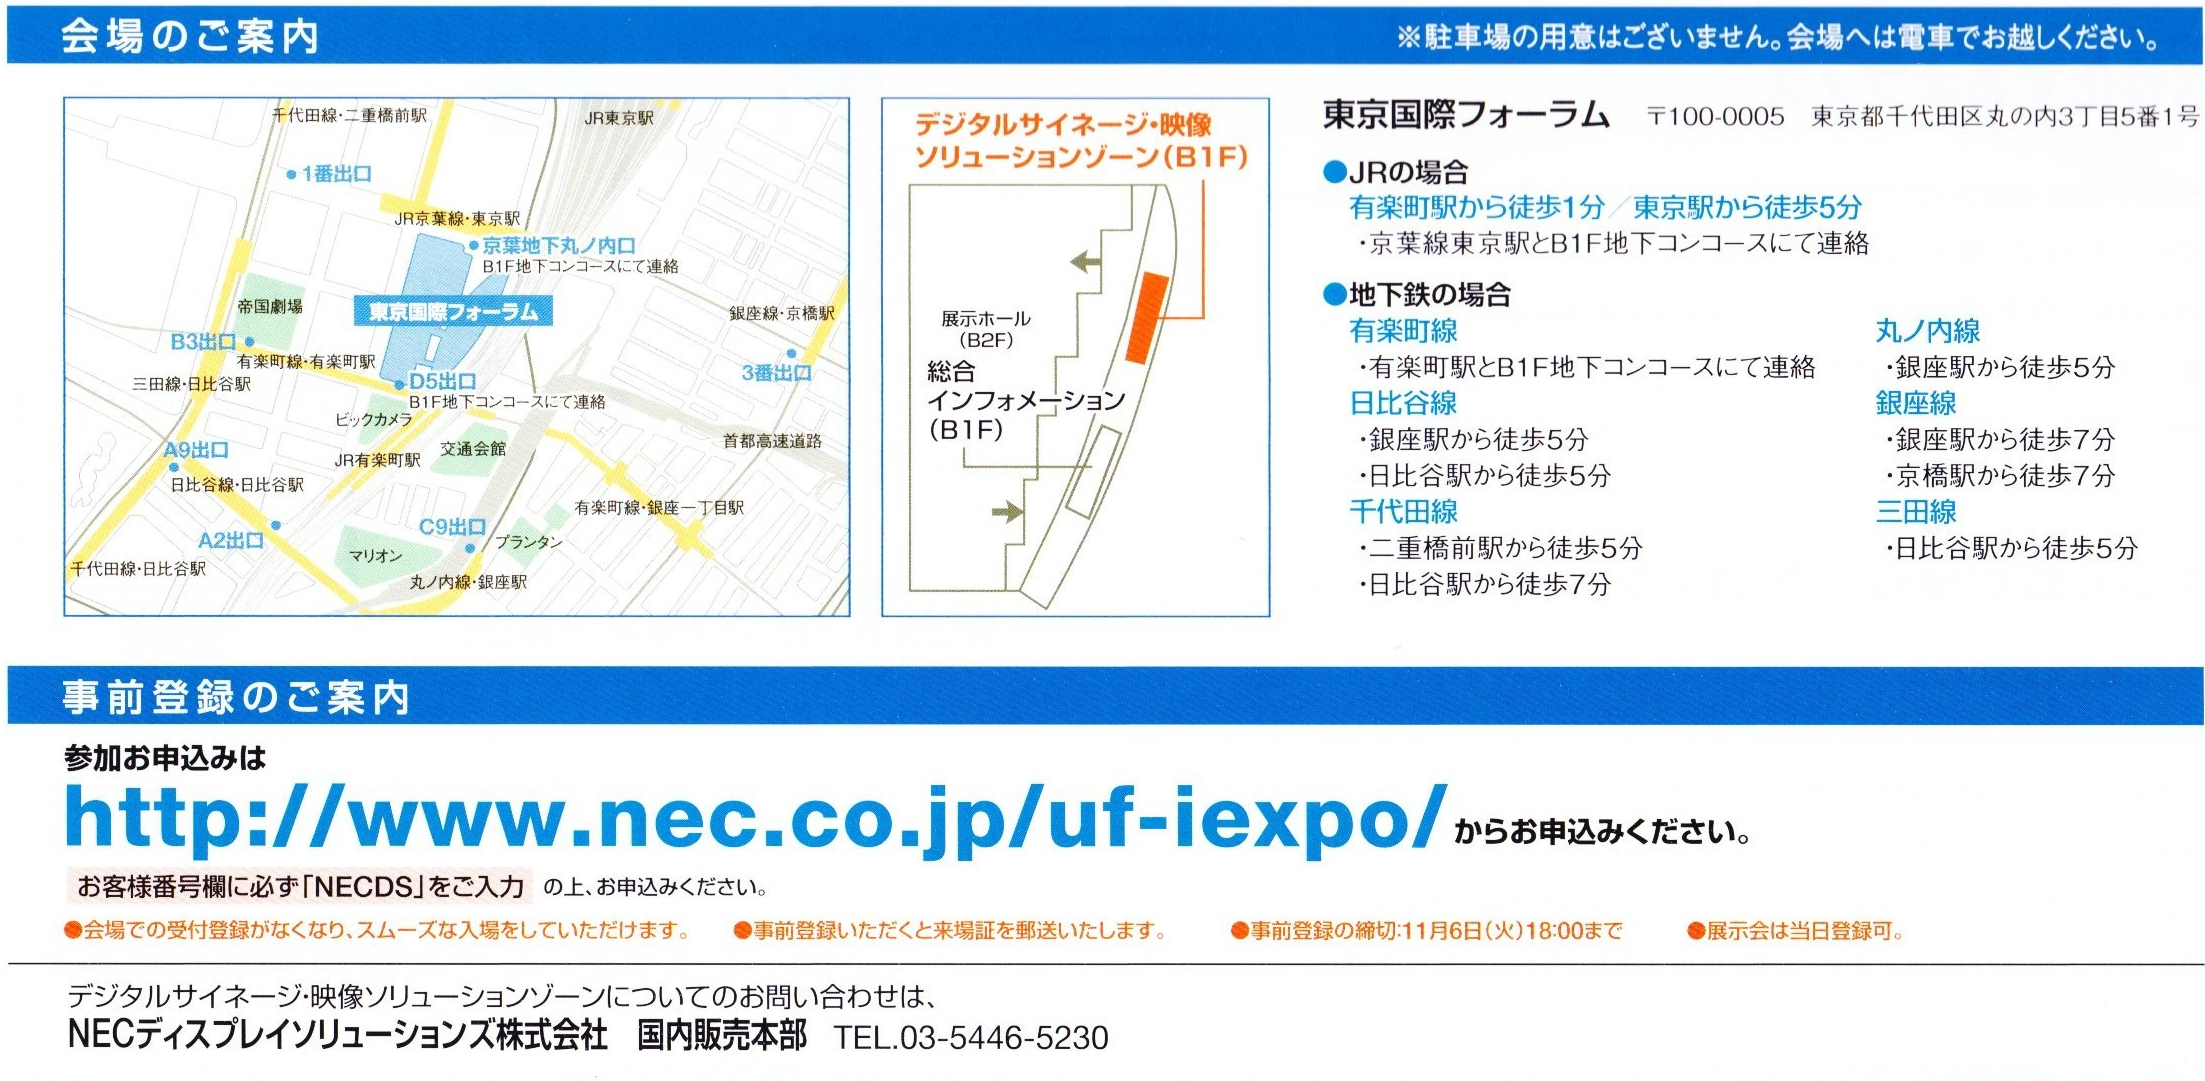 会場のご案内
※駐車場の用意はございません。会場へは電車でお越しください。
千代田線・二重橋前駅
JR東京駅
1番出口
JR京葉線・東京駅
京葉地下丸ノ内口
B1F地下コンコースにて連絡
帝国劇場
東京国際フォーラム
銀座線・京橋駅
B3出口
有楽町線・有楽町駅
三田線・日比谷駅
D5出口
B1F地下コンコースにて連絡
3番出口
ビックカメラ
交通会館
首都高速道路
A9出口
JR有楽町駅
日比谷線・日比谷駅
有楽町線・銀座一丁目駅
A2出口
C9出口
マリオン
プランタン
千代田線・日比谷駅
丸ノ内線・銀座駅
デジタルサイネージ・映像
ソリューションゾーン（B1F）
展示ホール
（B2F）
総合
インフォメーション
（B1F）
東京国際フォーラム 〒100-0005 東京都千代田区丸の内3丁目5番1号
●JRの場合
有楽町駅から徒歩1分／東京駅から徒歩5分
・京葉線東京駅とB1F地下コンコースにて連絡
●地下鉄の場合
有楽町線
・有楽町駅とB1F地下コンコースにて連絡
日比谷線
・銀座駅から徒歩5分
・日比谷駅から徒歩5分
千代田線
・二重橋前駅から徒歩5分
・日比谷駅から徒歩7分
丸ノ内線
・銀座駅から徒歩5分
銀座線
・銀座駅から徒歩7分
・京橋駅から徒歩7分
三田線
・日比谷駅から徒歩5分
事前登録のご案内
参加お申込みは
http://www.nec.co.jp/uf-iexpo/からお申込みください。
お客様番号欄に必ず「NECDS」をご入力 の上、お申込みください。
●会場での受付登録がなくなり、スムーズな入場をしていただけます。 ●事前登録いただくと来場証を郵送いたします。 ●事前登録の締切:11月6日（火）18:00まで ●展示会は当日登録可。
デジタルサイネージ・映像ソリューションゾーンについてのお問い合わせは、
NECディスプレイソリューションズ株式会社 国内販売本部 TEL.03-5446-5230